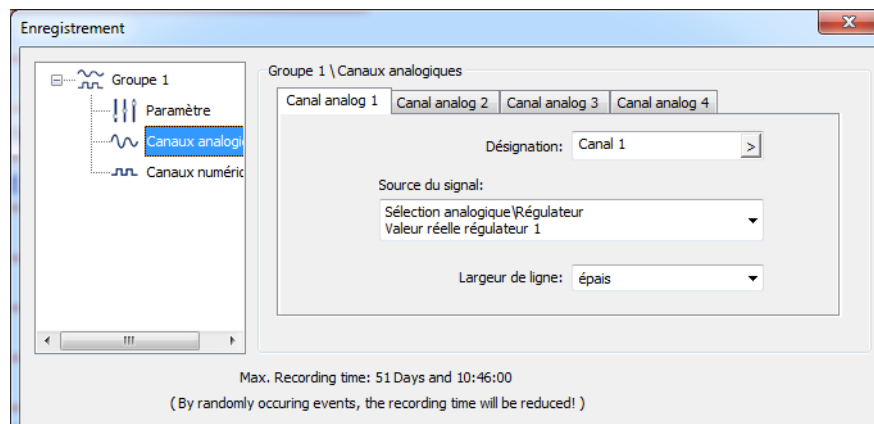 Enregistrement
Groupe 1
Paramètre
Canaux analogi
Canaux numéric
Groupe 1 \ Canaux analogiques
Canal analog 1 Canal analog 2 Canal analog 3 Canal analog 4
Désignation: Canal 1 >
Source du signal:
Sélection analogique\Régulateur
Valeur réelle régulateur 1
Largeur de ligne: épais
Max. Recording time: 51 Days and 10:46:00
( By randomly occuring events, the recording time will be reduced! )